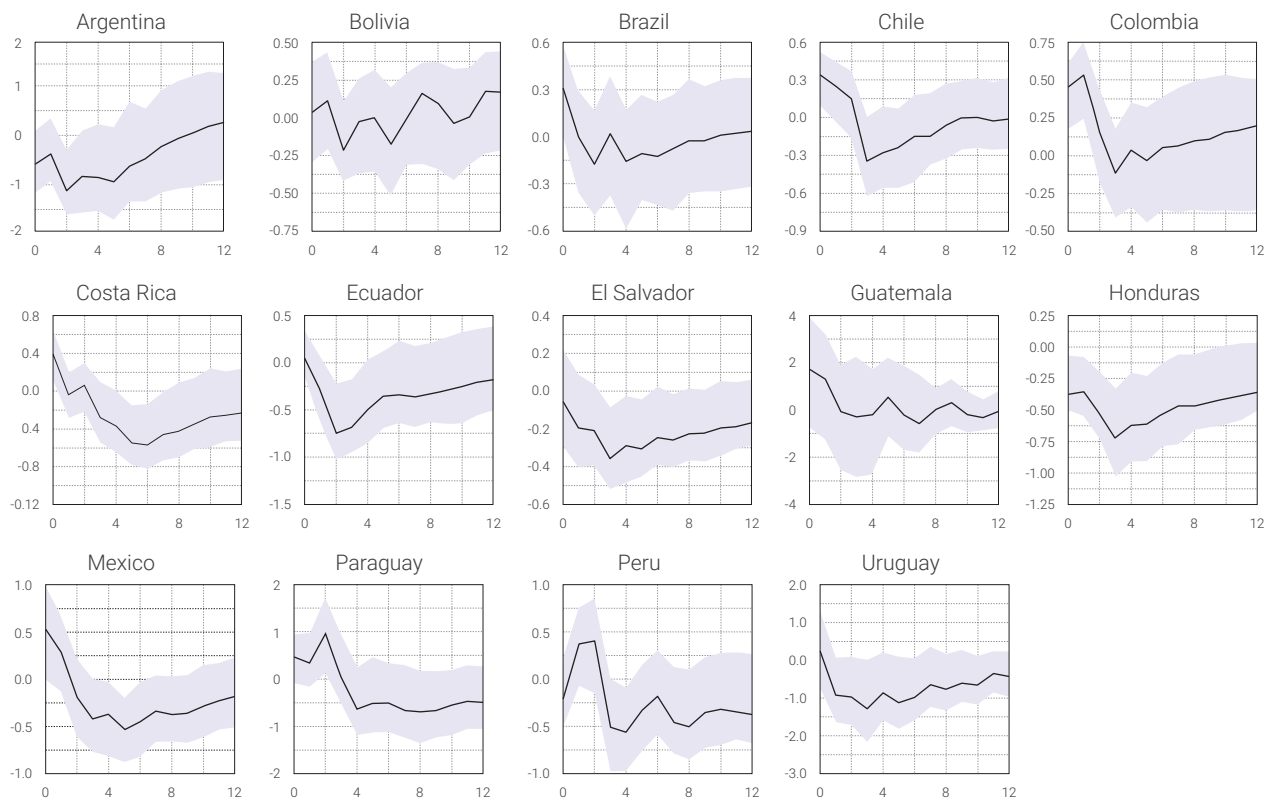 Argentina Bolivia Brazil Chile Colombia
2 0.50 0.6 0.6 0.75
1 0.25 0.3 0.3 0.50
0 0.00 0.0 0.0 0.25
-1 -0.25 -0.3 -0.3 0.00
-0.50 -0.6 -0.25
-2 -0.75 -0.6 -0.9 -0.50
0 4 8 12 0 4 8 12 0 4 8 12 0 4 8 12 0 4 8 12
Costa Rica Ecuador El Salvador Guatemala Honduras
0.8 0.5 0.4 4 0.25
0.4 0.0 0.2 2 0.00
0.0 -0.5 0.0 0 -0.25
0.4 -1.0 -0.2 -2 -0.50
-0.8 -0.4 -0.75
-1.00
-0.12 -1.5 -0.6 -4 -1.25
0 4 8 12 0 4 8 12 0 4 8 12 0 4 8 12 0 4 8 12
Mexico Paraguay Peru Uruguay
1.0 2 1.0 2.0
0.5 1 0.5 1.0
0.0 0 0.0 0.0
-0.5 -1 -0.5 -1.0
-2.0
-1.0 -2 -1.0 -3.0
0 4 8 12 0 4 8 12 0 4 8 12 0 4 8 12